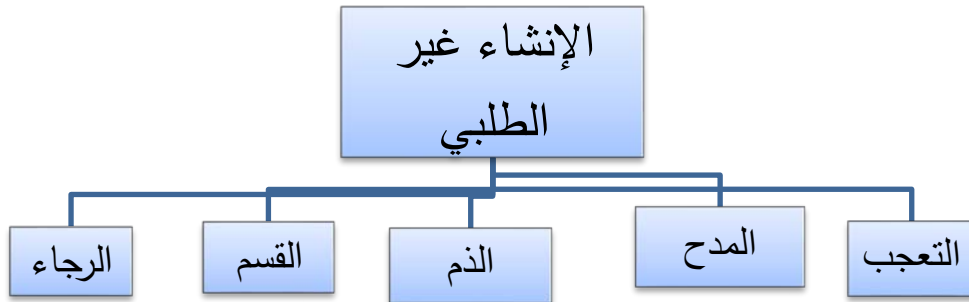 الإنشاء غير
الطلبي
التعجب
المدح
الذم
القسم
الرجاء